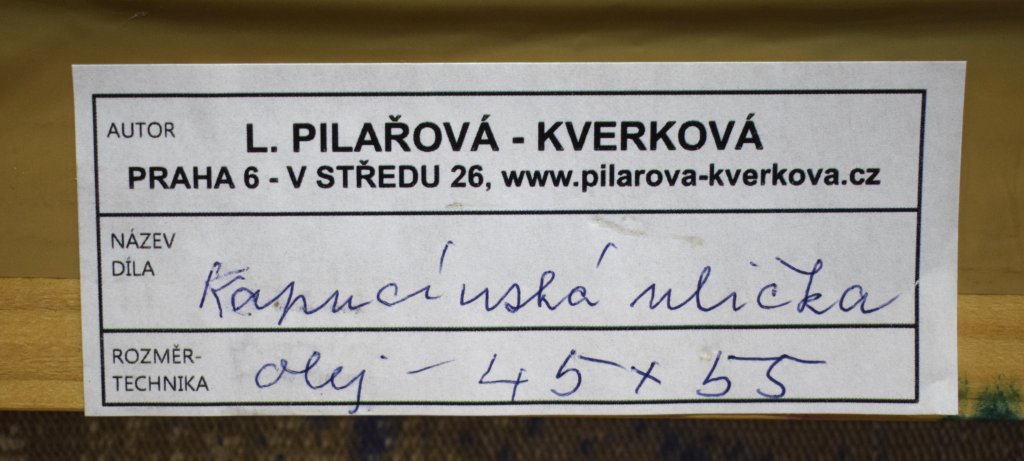 AUTOR
L. PILAŘOVÁ - KVERKOVÁ
PRAHA 6 - V STŘEDU 26, www.pilarova-kverkova.cz
NÁZEV
DÍLA
Kapucínská ulička
ROZMĚR-
TECHNIKA
olej - 45 x 55